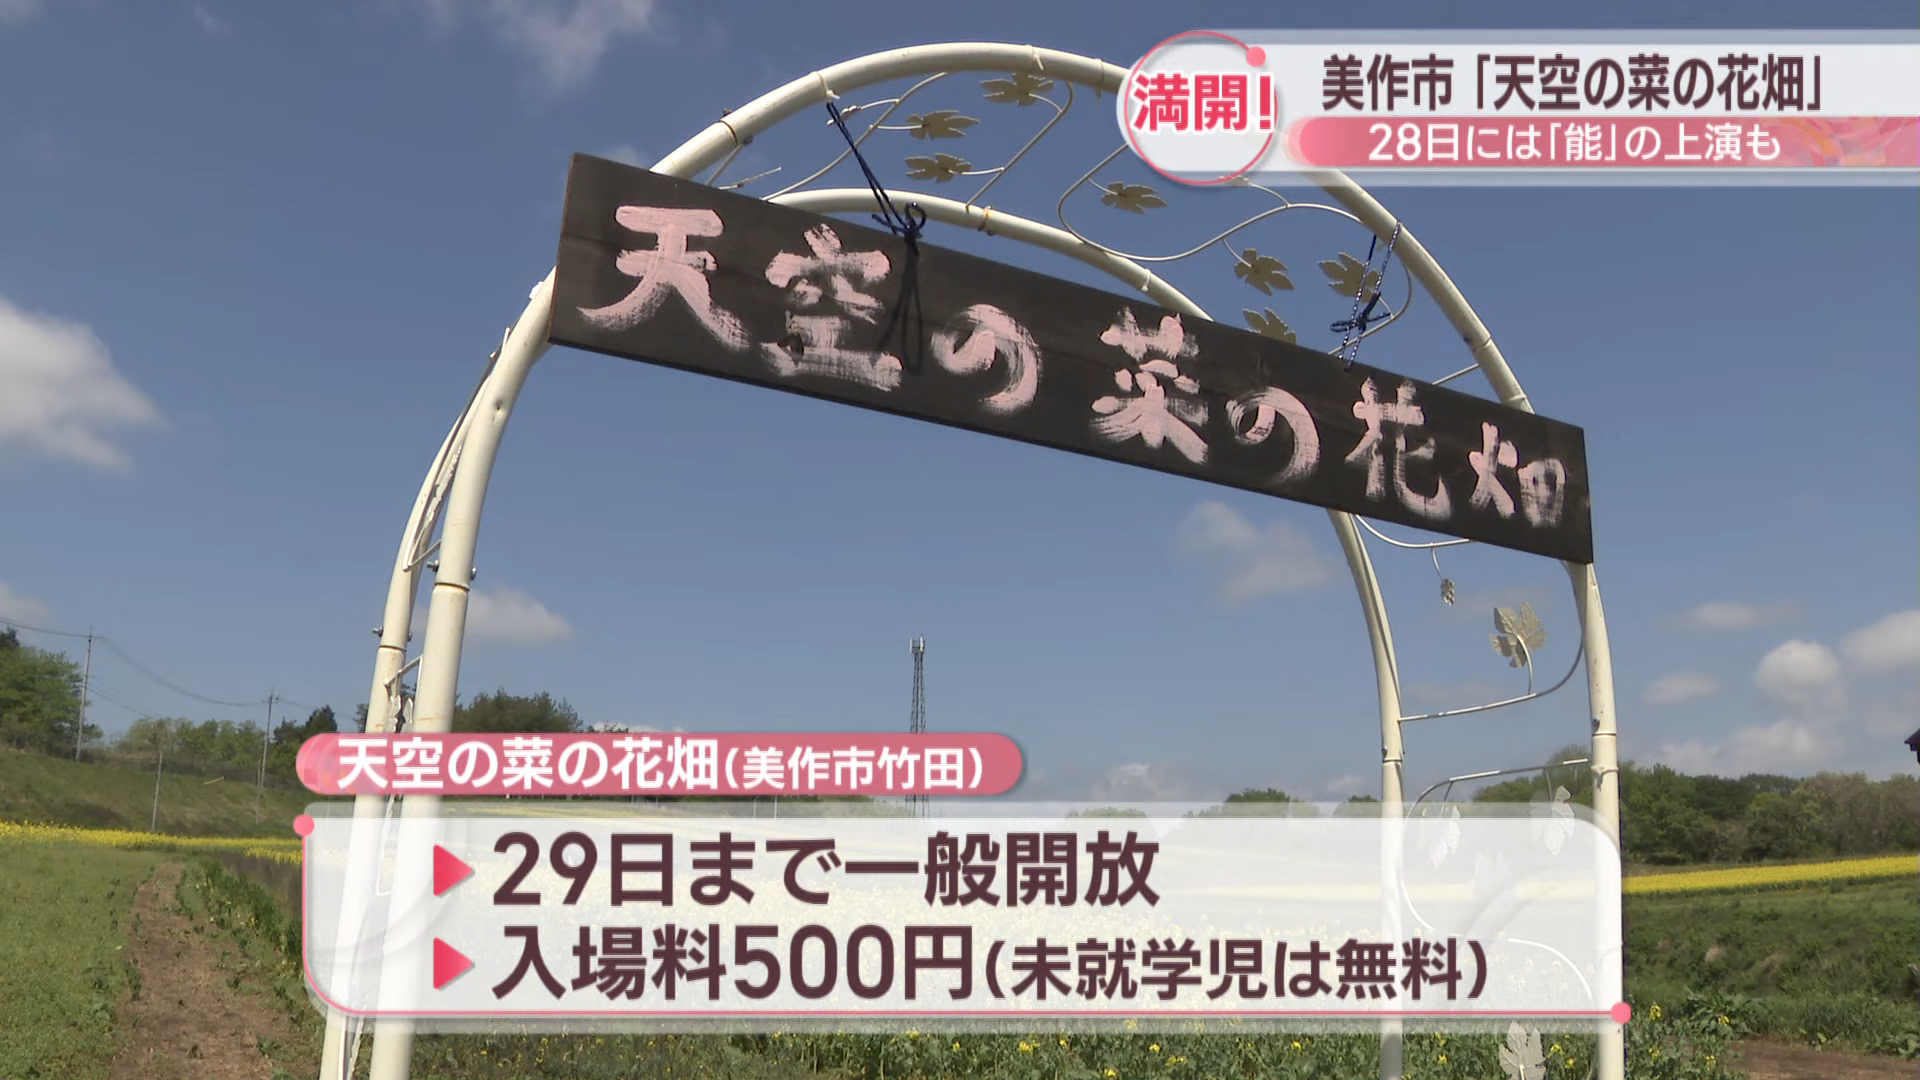 満開!
美作市「天空の菜の花畑」
28日には「能」の上演も
天空の菜の花畑
天空の菜の花畑(美作市竹田)
▶29日まで一般開放
▶入場料500円(未就学児は無料)